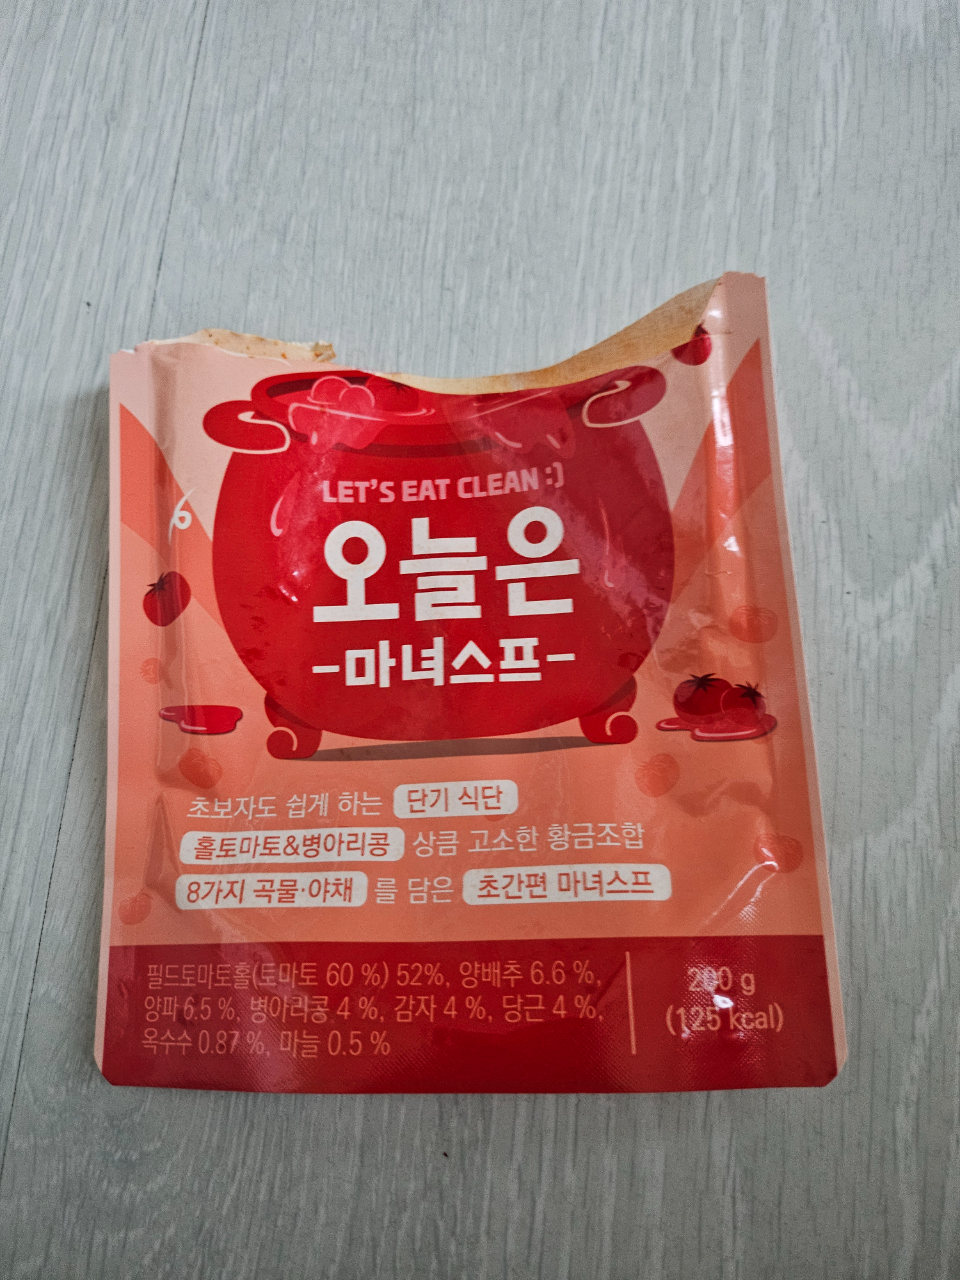 LET'S EAT CLEAN :)
오늘은
-마녀스프-
초보자도 쉽게 하는 단기 식단
홀토마토&병아리콩 상큼 고소한 황금조합
8가지 곡물·야채 를 담은 초간편 마녀스프
필드토마토홀(토마토 60 %) 52%, 양배추 6.6 %,
양파 6.5 %, 병아리콩 4 %, 감자 4 %, 당근 4 %,
옥수수 0.87 %, 마늘 0.5 %
200 g
(125 kcal)